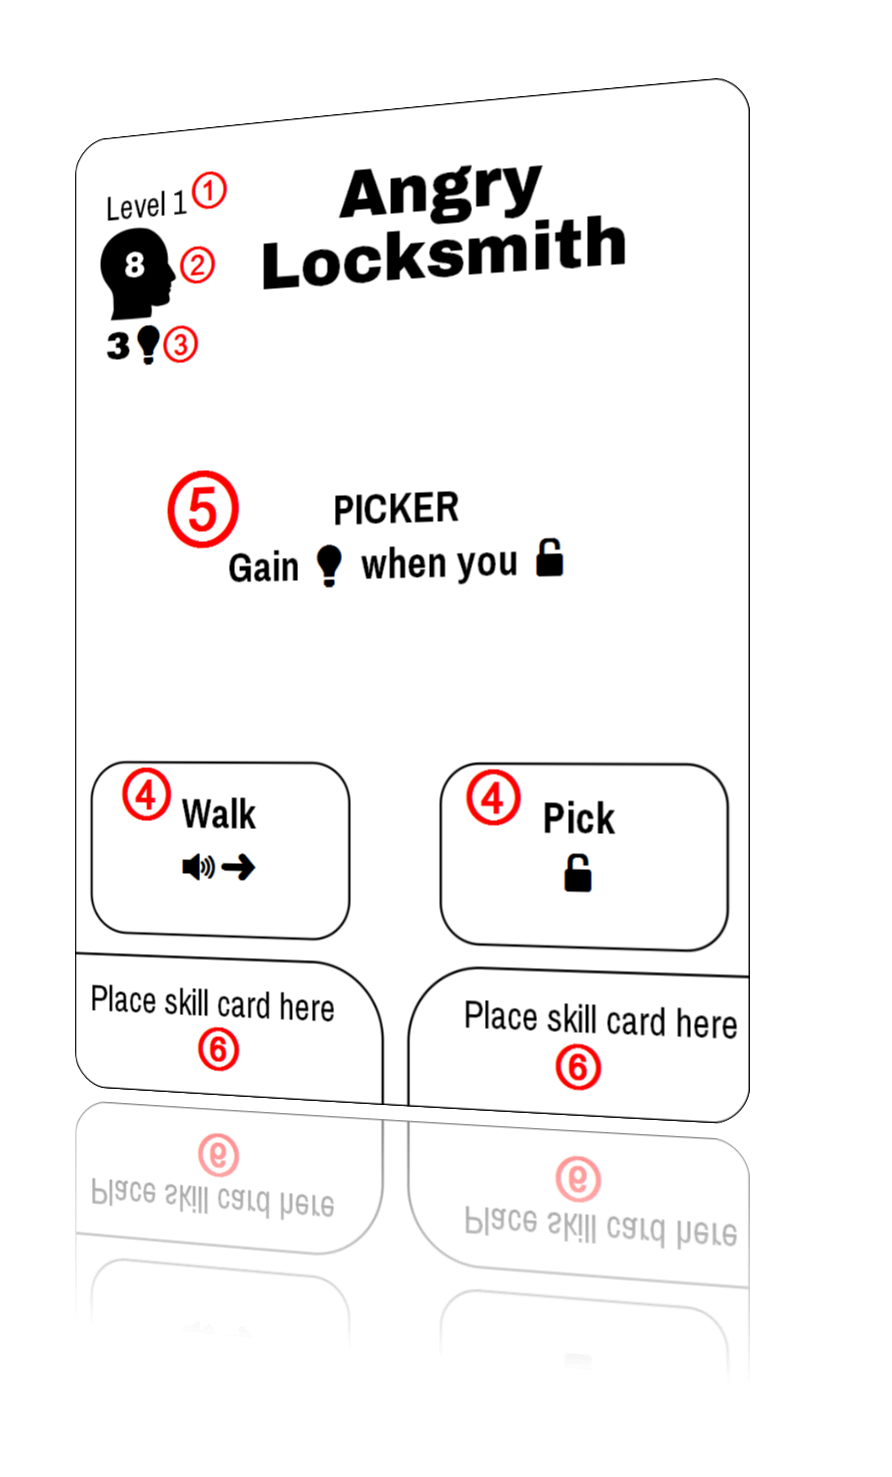 Level 1 ①
Angry
Locksmith
8 ②
3 ③
⑤
PICKER
Gain when you
④ Walk
④ Pick
Place skill card here
⑥
Place skill card here
⑥
⑥
Place skill card here
⑥
Place skill card here